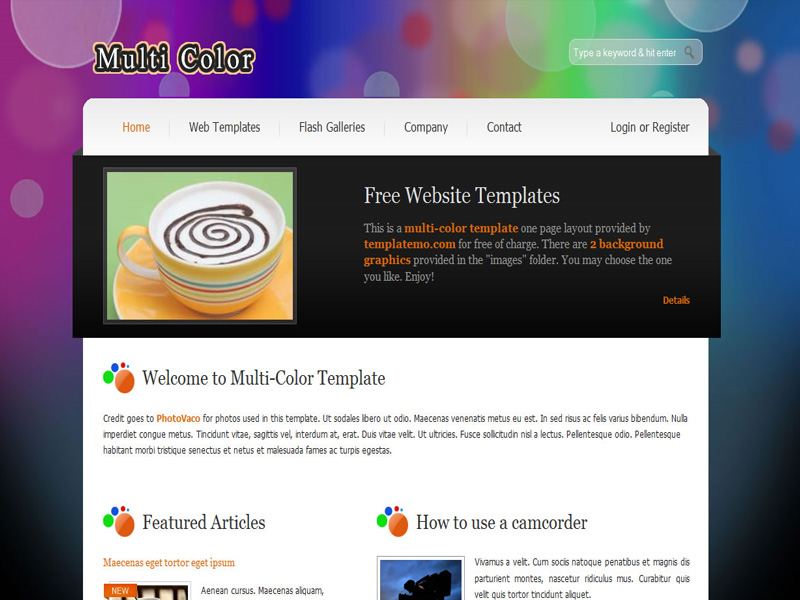 Multi Color
Type a keyword & hit enter
Home
Web Templates
Flash Galleries
Company
Contact
Login or Register
Free Website Templates
This is a multi-color template one page layout provided by
templatemo.com for free of charge. There are 2 background
graphics provided in the "images" folder. You may choose the one
you like. Enjoy!
Details
Welcome to Multi-Color Template
Credit goes to PhotoVaco for photos used in this template. Ut sodales libero ut odio. Maecenas venenatis metus eu est. In sed risus ac felis varius bibendum. Nulla
imperdiet congue metus. Tincidunt vitae, sagittis vel, interdum at, erat. Duis vitae velit. Ut ultricies. Fusce sollicitudin nisl a lectus. Pellentesque odio. Pellentesque
habitant morbi tristique senectus et netus et malesuada fames ac turpis egestas.
Featured Articles
Maecenas eget tortor eget ipsum
NEW
Aenean cursus. Maecenas aliquam,
How to use a camcorder
Vivamus a velit. Cum sociis natoque penatibus et magnis dis
parturient montes, nascetur ridiculus mus. Curabitur quis
velit quis tortor tincidunt aliquet.